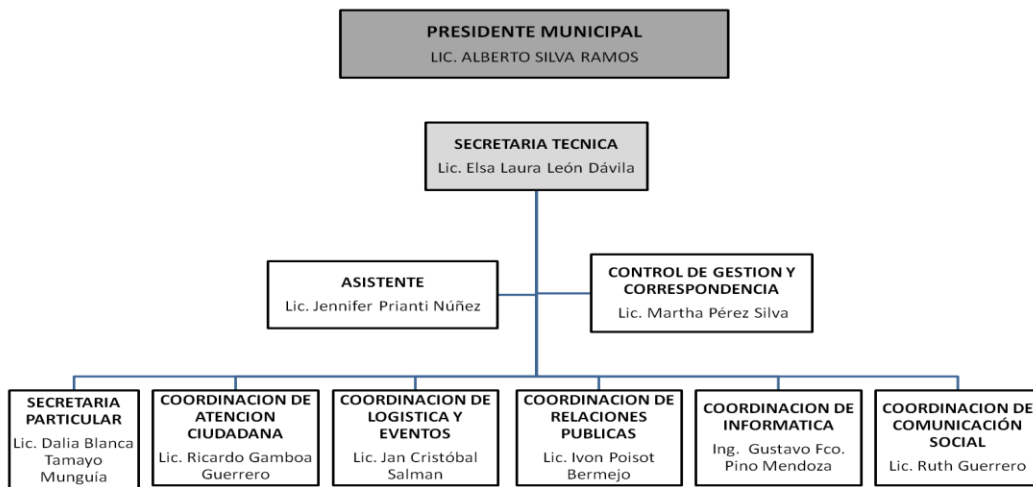 PRESIDENTE MUNICIPAL
LIC. ALBERTO SILVA RAMOS
SECRETARIA TECNICA
Lic. Elsa Laura León Dávila
ASISTENTE
Lic. Jennifer Prianti Núñez
CONTROL DE GESTION Y
CORRESPONDENCIA
Lic. Martha Pérez Silva
SECRETARIA
PARTICULAR
Lic. Dalia Blanca
Tamayo
Munguía
COORDINACION DE
ATENCION
CIUDADANA
Lic. Ricardo Gamboa
Guerrero
COORDINACION DE
LOGISTICA Y
EVENTOS
Lic. Jan Cristóbal
Salman
COORDINACION DE
RELACIONES
PUBLICAS
Lic. Ivon Poisot
Bermejo
COORDINACION DE
INFORMATICA
Ing. Gustavo Fco.
Pino Mendoza
COORDINACION DE
COMUNICACIÓN
SOCIAL
Lic. Ruth Guerrero